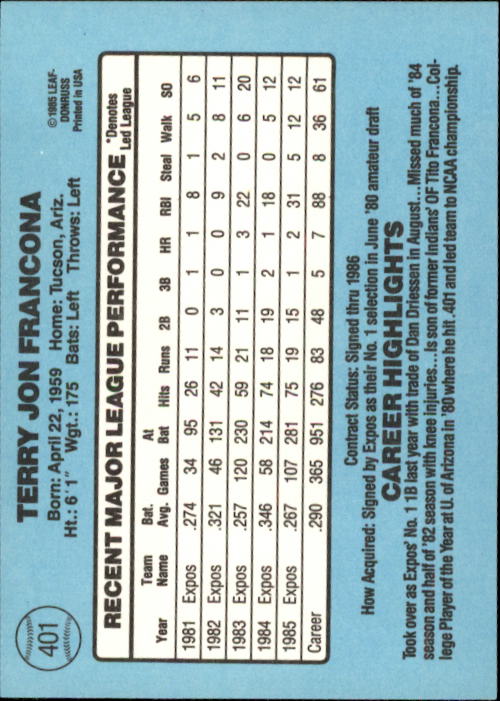 401
TERRY JON FRANCONA
Born: April 22, 1959 Home: Tucson, Ariz.
Ht.: 6'1" Wgt.: 175 Bats: Left Throws: Left
©1985 LEAF-
DONRUSS
Printed in USA
RECENT MAJOR LEAGUE PERFORMANCE *Denotes
Led League
Year Team Name Bat. Avg. Games At Bat Hits Runs 2B 3B HR RBI Steal Walk SO
1981 Expos .274 34 95 26 11 0 1 1 8 1 5 6
1982 Expos .321 46 131 42 14 3 0 0 9 2 8 11
1983 Expos .257 120 230 59 21 11 1 3 22 0 6 20
1984 Expos .346 58 214 74 18 19 2 1 18 0 5 12
1985 Expos .267 107 281 75 19 15 1 2 31 5 12 12
Career .290 365 951 276 83 48 5 7 88 8 36 61
Contract Status: Signed thru 1986
How Acquired: Signed by Expos as their No. 1 selection in June '80 amateur draft
CAREER HIGHLIGHTS
Took over as Expos' No. 1 1B last year with trade of Dan Driessen in August...Missed much of '84
season and half of '82 season with knee injuries...Is son of former Indians' OF Tito Francona...Col-
lege Player of the Year at U. of Arizona in '80 where he hit .401 and led team to NCAA championship.